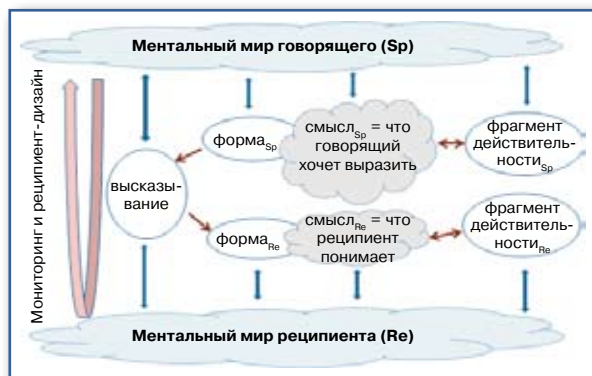 Ментальный мир говорящего (Sp)
Мониторинг и реципиент-дизайн
высказы-
вание
форма Sp
смысл Sp = что
говорящий
хочет выразить
фрагмент
действитель-
ности Sp
форма Re
смысл Re = что
реципиент
понимает
фрагмент
действитель-
ности Re
Ментальный мир реципиента (Re)